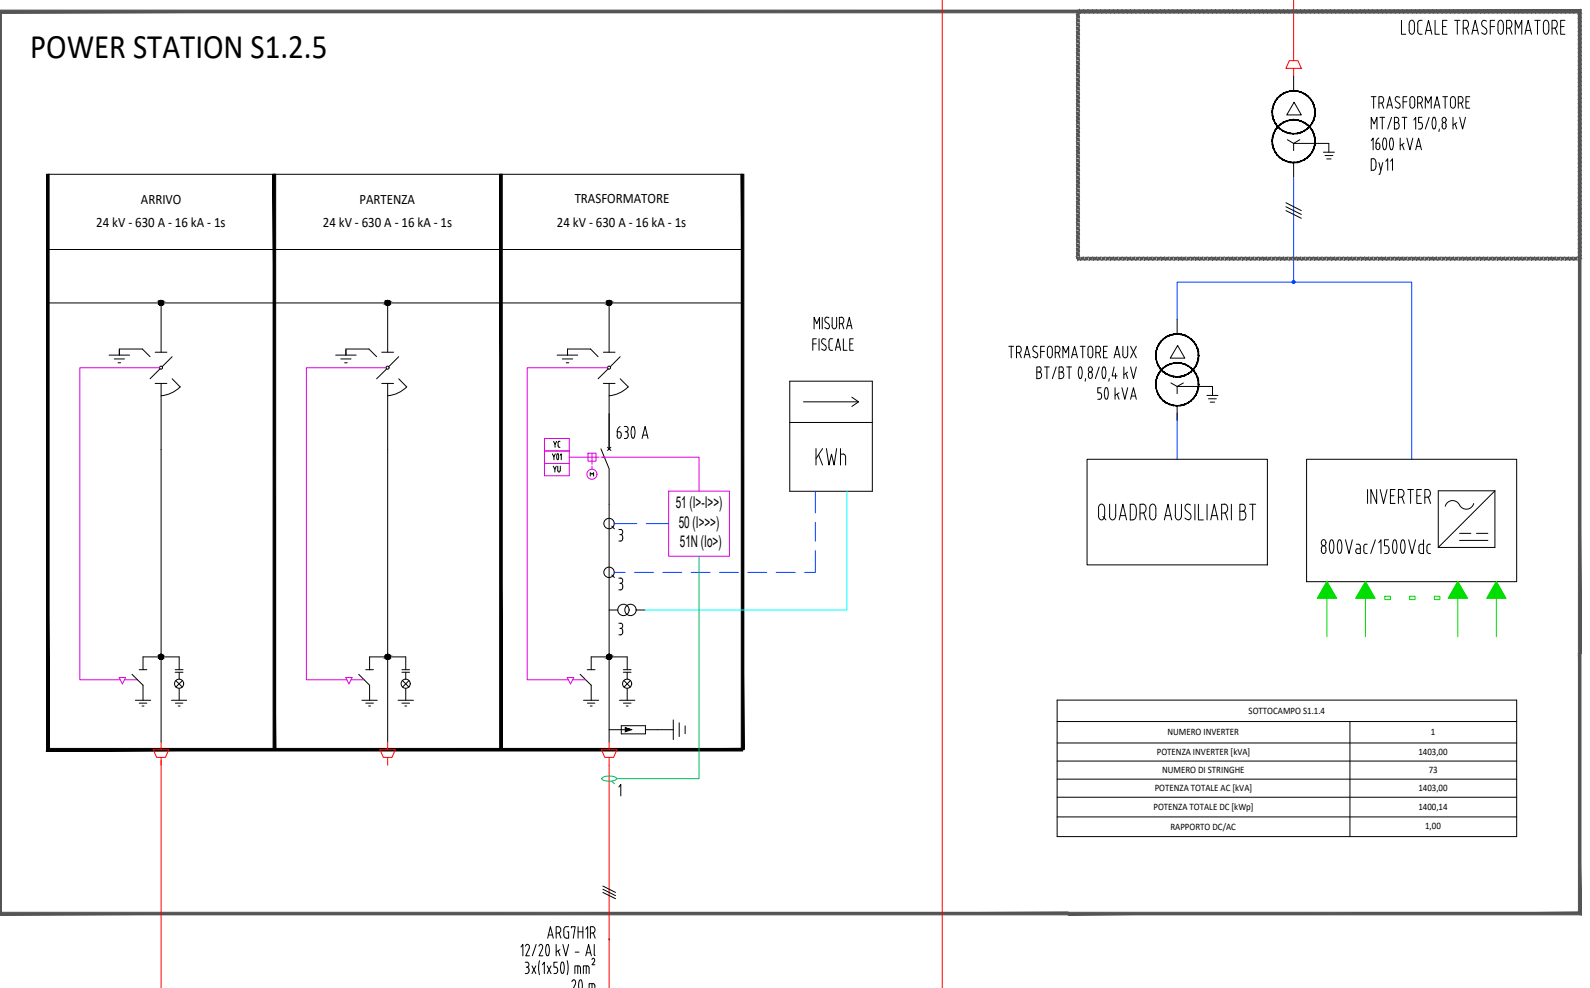 POWER STATION S1.2.5
LOCALE TRASFORMATORE
TRASFORMATORE
MT/BT 15/0,8 kV
1600 kVA
Dy11
ARRIVO
24 kV - 630 A - 16 kA - 1s
PARTENZA
24 kV - 630 A - 16 kA - 1s
TRASFORMATORE
24 kV - 630 A - 16 kA - 1s
MISURA
FISCALE
KWh
TRASFORMATORE AUX
BT/BT 0,8/0,4 kV
50 kVA
630 A
YC
YO1
YU
M
51 (I>-I>>)
50 (I>>>)
51N (Io>)
3
3
3
1
QUADRO AUSILIARI BT
INVERTER
800Vac/1500Vdc
SOTTOCAMPO S1.1.4
NUMERO INVERTER 1
POTENZA INVERTER [kVA] 1403,00
NUMERO DI STRINGHE 73
POTENZA TOTALE AC [kVA] 1403,00
POTENZA TOTALE DC [kWp] 1400,14
RAPPORTO DC/AC 1,00
ARG7H1R
12/20 kV - Al
3x(1x50) mm²
20 m